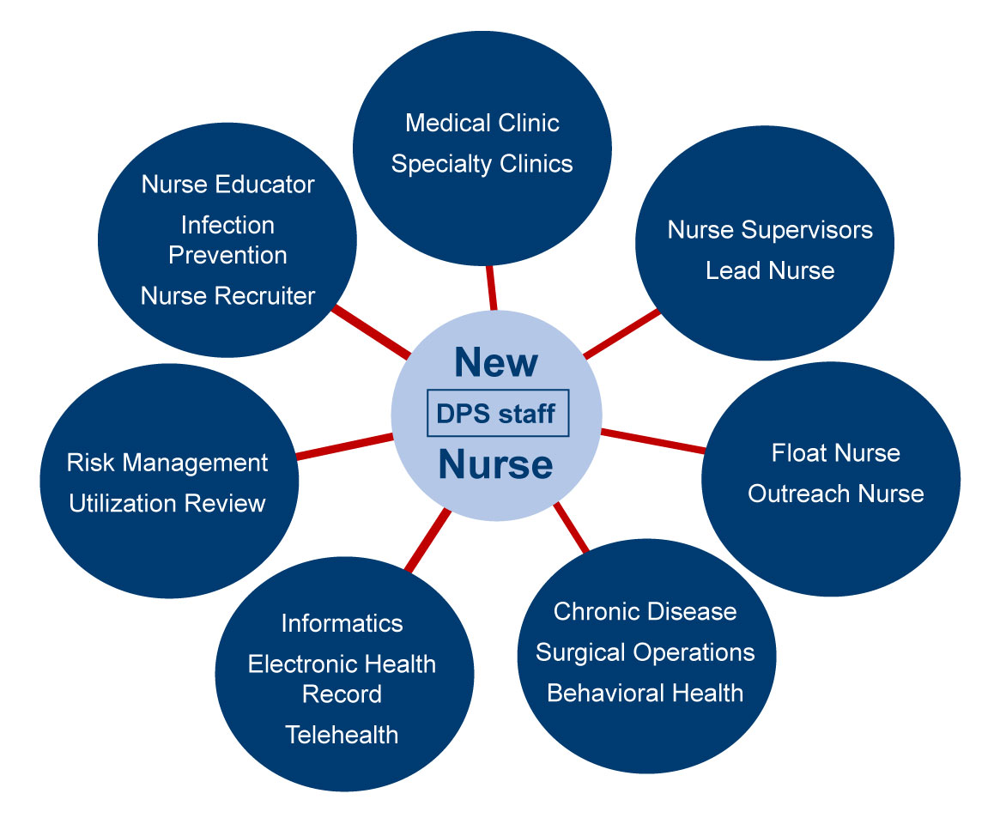 Medical Clinic
Specialty Clinics
Nurse Educator
Infection
Prevention
Nurse Recruiter
Nurse Supervisors
Lead Nurse
New
DPS staff
Nurse
Risk Management
Utilization Review
Float Nurse
Outreach Nurse
Informatics
Electronic Health
Record
Telehealth
Chronic Disease
Surgical Operations
Behavioral Health